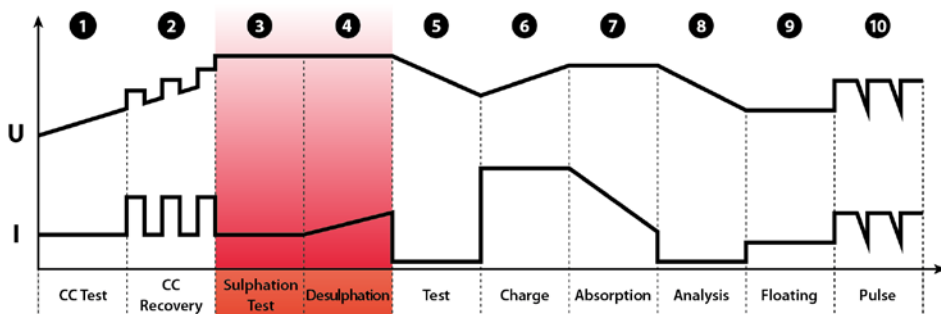 1 2 3 4 5 6 7 8 9 10
U
I
CC Test
CC
Recovery
Sulphation
Test
Desulphation
Test
Charge
Absorption
Analysis
Floating
Pulse